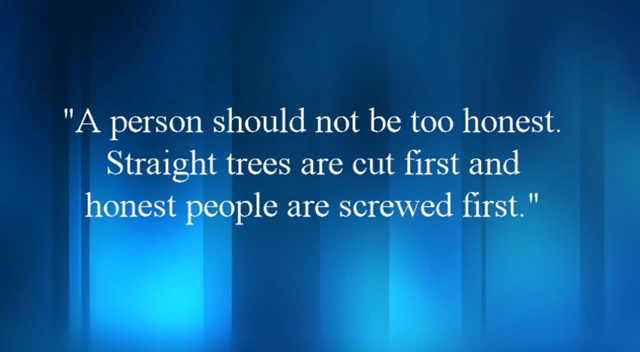 "A person should not be too honest.
Straight trees are cut first and
honest people are screwed first."